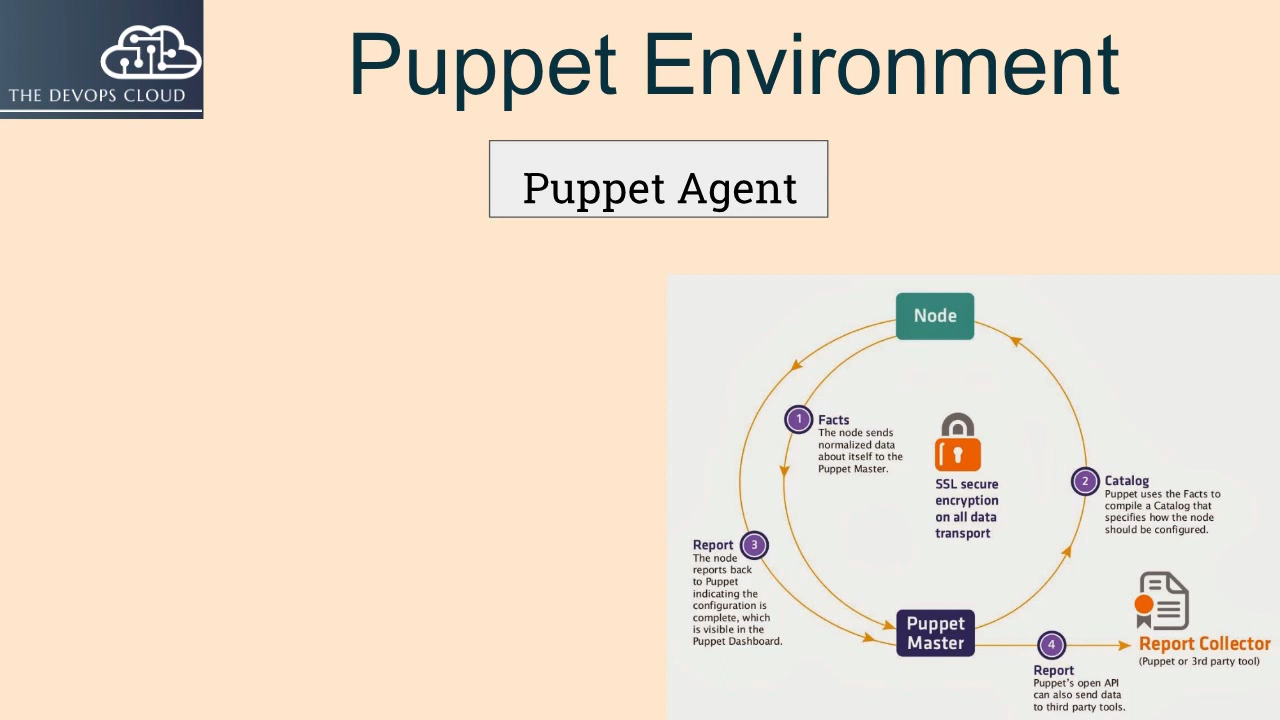 THE DEVOPS CLOUD
Puppet Environment
Puppet Agent
Node
1
Facts
The node sends
normalized data
about itself to the
Puppet Master.
SSL secure
encryption
on all data
transport
2
Catalog
Puppet uses the Facts to
compile a Catalog that
specifies how the node
should be configured.
Report
3
The node
reports back
to Puppet
indicating the
configuration is
complete, which
is visible in the
Puppet Dashboard.
Puppet
Master
4
Report
Puppet's open API
can also send data
to third party tools.
Report Collector
(Puppet or 3rd party tool)